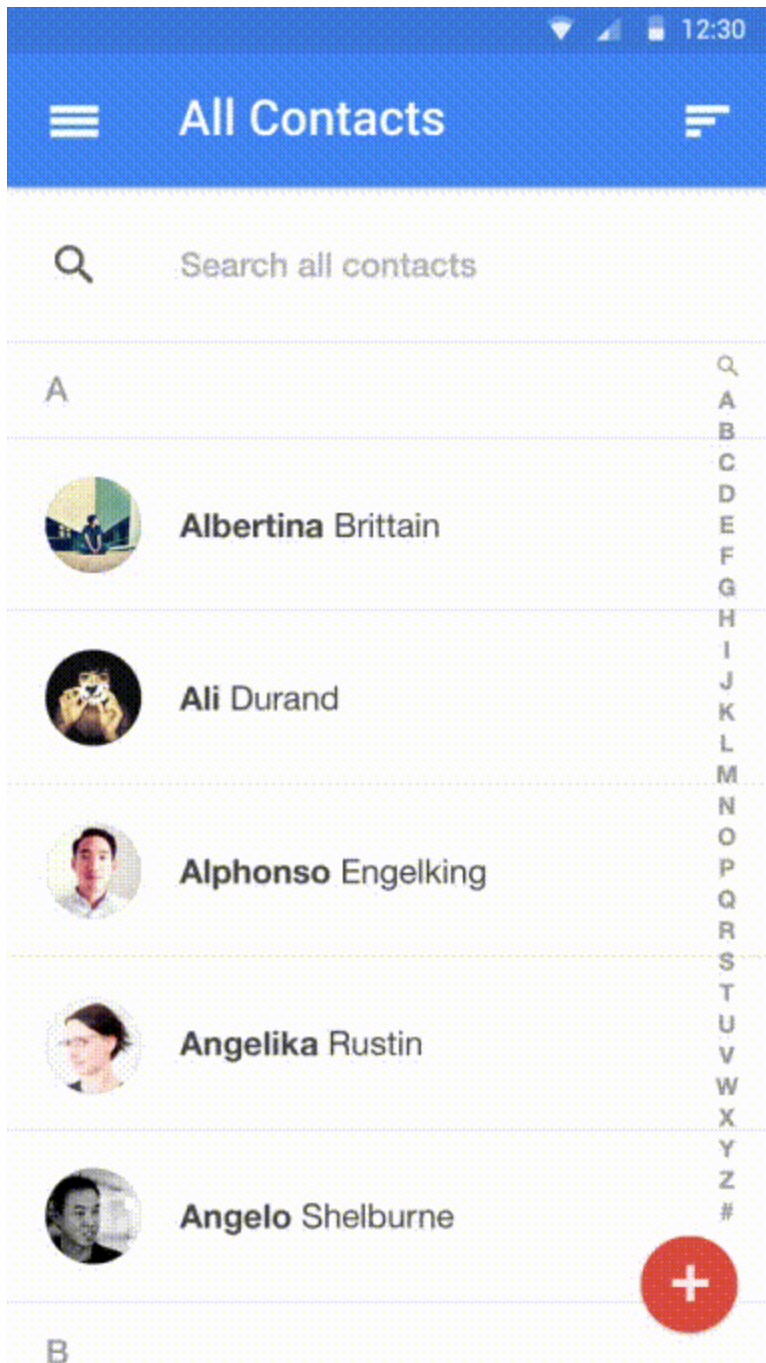 12:30
All Contacts
Search all contacts
A
Albertina Brittain
Ali Durand
Alphonso Engelking
Angelika Rustin
Angelo Shelburne
B
A
B
C
D
E
F
G
H
I
J
K
L
M
N
O
P
Q
R
S
T
U
V
W
X
Y
Z
#
+